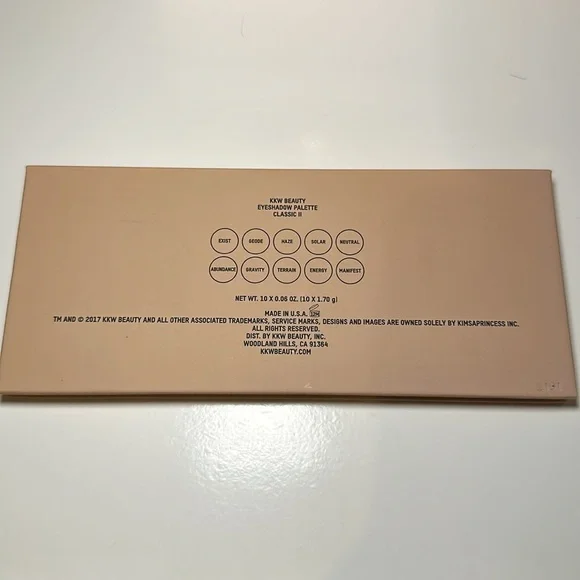 KKW BEAUTY
EYESHADOW PALETTE
CLASSIC II
EXIST GEODE HAZE SOLAR NEUTRAL
ABUNDANCE GRAVITY TERRAIN ENERGY MANIFEST
NET WT. 10 X 0.06 OZ. (10 X 1.70 g)
MADE IN U.S.A. 12M
TM AND © 2017 KKW BEAUTY AND ALL OTHER ASSOCIATED TRADEMARKS, SERVICE MARKS, DESIGNS AND IMAGES ARE OWNED SOLELY BY KIMSAPRINCESS INC.
ALL RIGHTS RESERVED.
DIST. BY KKW BEAUTY, INC.
WOODLAND HILLS, CA 91364
KKWBEAUTY.COM